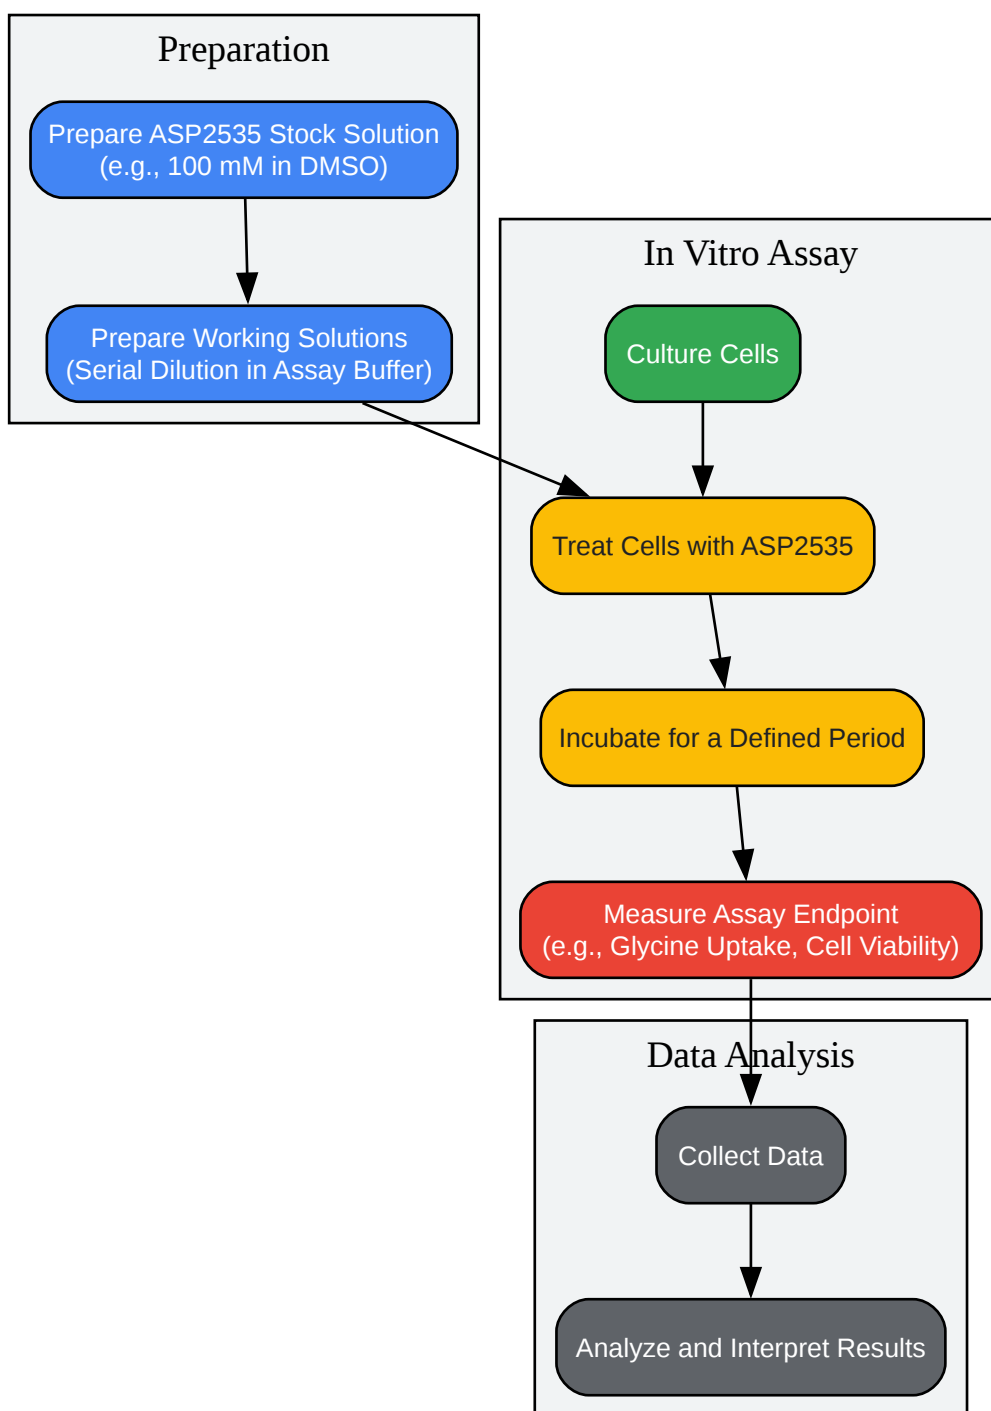 Preparation
Prepare ASP2535 Stock Solution
(e.g., 100 mM in DMSO)
Prepare Working Solutions
(Serial Dilution in Assay Buffer)
In Vitro Assay
Culture Cells
Treat Cells with ASP2535
Incubate for a Defined Period
Measure Assay Endpoint
(e.g., Glycine Uptake, Cell Viability)
Data Analysis
Collect Data
Analyze and Interpret Results